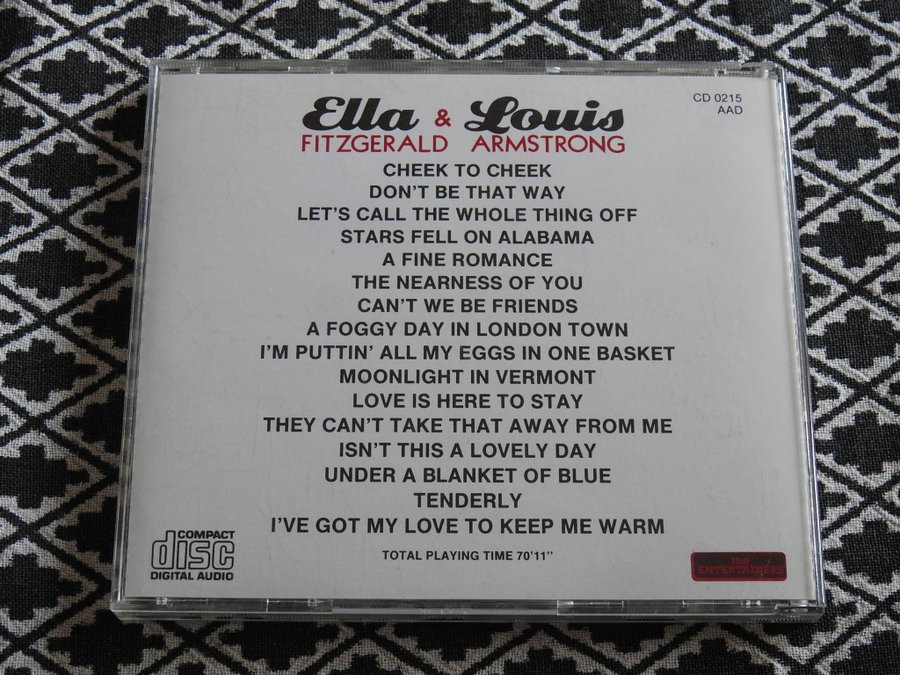 Ella & Louis
FITZGERALD ARMSTRONG
CD 0215
AAD
CHEEK TO CHEEK
DON'T BE THAT WAY
LET'S CALL THE WHOLE THING OFF
STARS FELL ON ALABAMA
A FINE ROMANCE
THE NEARNESS OF YOU
CAN'T WE BE FRIENDS
A FOGGY DAY IN LONDON TOWN
I'M PUTTIN' ALL MY EGGS IN ONE BASKET
MOONLIGHT IN VERMONT
LOVE IS HERE TO STAY
THEY CAN'T TAKE THAT AWAY FROM ME
ISN'T THIS A LOVELY DAY
UNDER A BLANKET OF BLUE
TENDERLY
I'VE GOT MY LOVE TO KEEP ME WARM
TOTAL PLAYING TIME 70'11"
COMPACT
disc
DIGITAL AUDIO
the
ENTERTAINERS